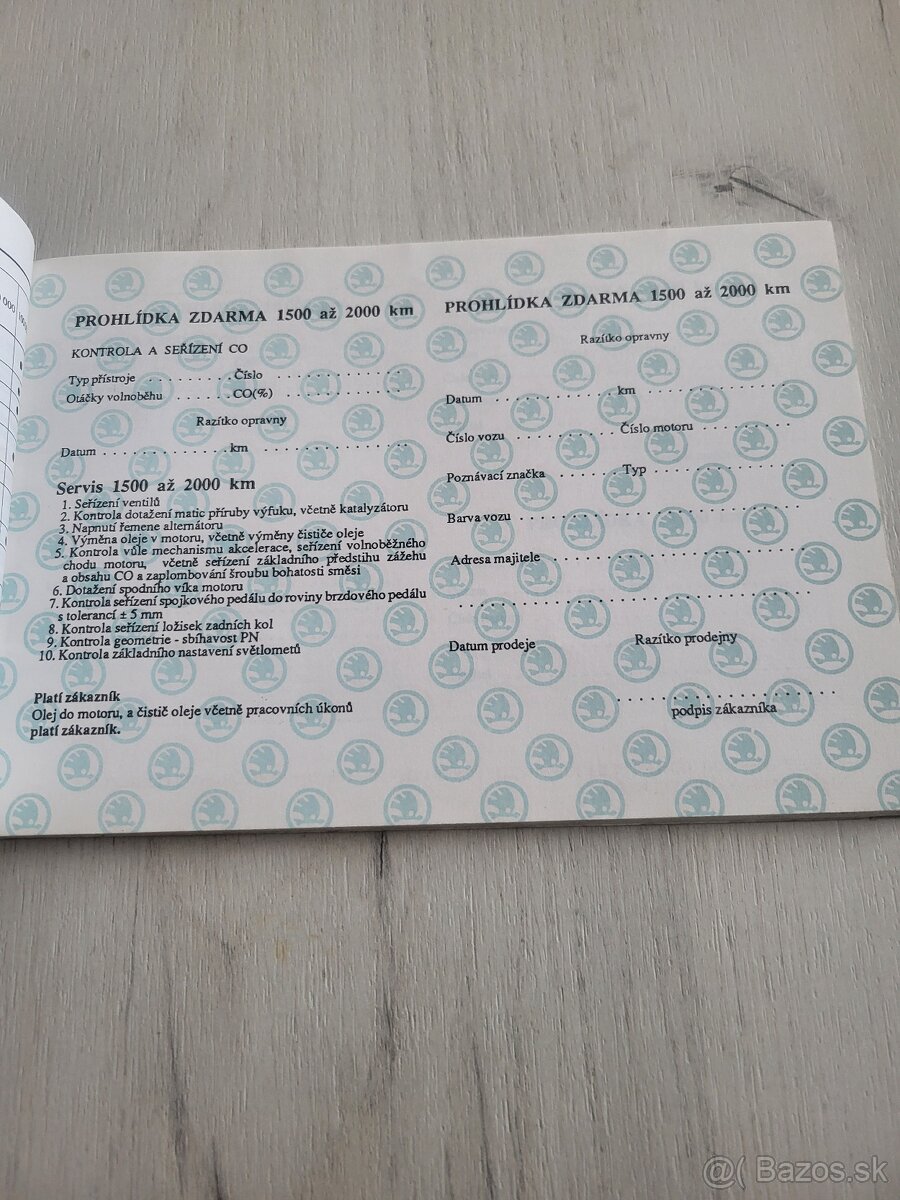 PROHLÍDKA ZDARMA 1500 až 2000 km
KONTROLA A SEŘÍZENÍ CO
Typ přístroje . . . . . . . . . Číslo . . . . . . . . . . . . . .
Otáčky volnoběhu . . . . . . CO(%) . . . . . . . . . . . . . .
Razítko opravny
Datum . . . . . . . . . . . . . . . km . . . . . . . . . . . . . . . .
Servis 1500 až 2000 km
1. Seřízení ventilů
2. Kontrola dotažení matic příruby výfuku, včetně katalyzátoru
3. Napnutí řemene alternátoru
4. Výměna oleje v motoru, včetně výměny čističe oleje
5. Kontrola vůle mechanismu akcelerace, seřízení volnoběžného
chodu motoru, včetně seřízení základního předstihu zážehu
a obsahu CO a zaplombování šroubu bohatosti směsi
6. Dotažení spodního víka motoru
7. Kontrola seřízení spojkového pedálu do roviny brzdového pedálu
s tolerancí ± 5 mm
8. Kontrola seřízení ložisek zadních kol
9. Kontrola geometrie - sbíhavost PN
10. Kontrola základního nastavení světlometů
Platí zákazník
Olej do motoru, a čistič oleje včetně pracovních úkonů
platí zákazník.
PROHLÍDKA ZDARMA 1500 až 2000 km
Razítko opravny
Datum . . . . . . . . . . . . . . km . . . . . . . . . . . . . . . .
Číslo vozu . . . . . . . . . . . Číslo motoru . . . . . . . . .
Poznávací značka . . . . . . . . Typ . . . . . . . . . . . . . .
Barva vozu . . . . . . . . . . . . . . . . . . . . . . . . . . . .
Adresa majitele . . . . . . . . . . . . . . . . . . . . . . . . .
. . . . . . . . . . . . . . . . . . . . . . . . . . . . . . . . . . .
Datum prodeje Razítko prodejny
. . . . . . . . . . . . . . . . . . . . .
podpis zákazníka
@( Bazos.sk